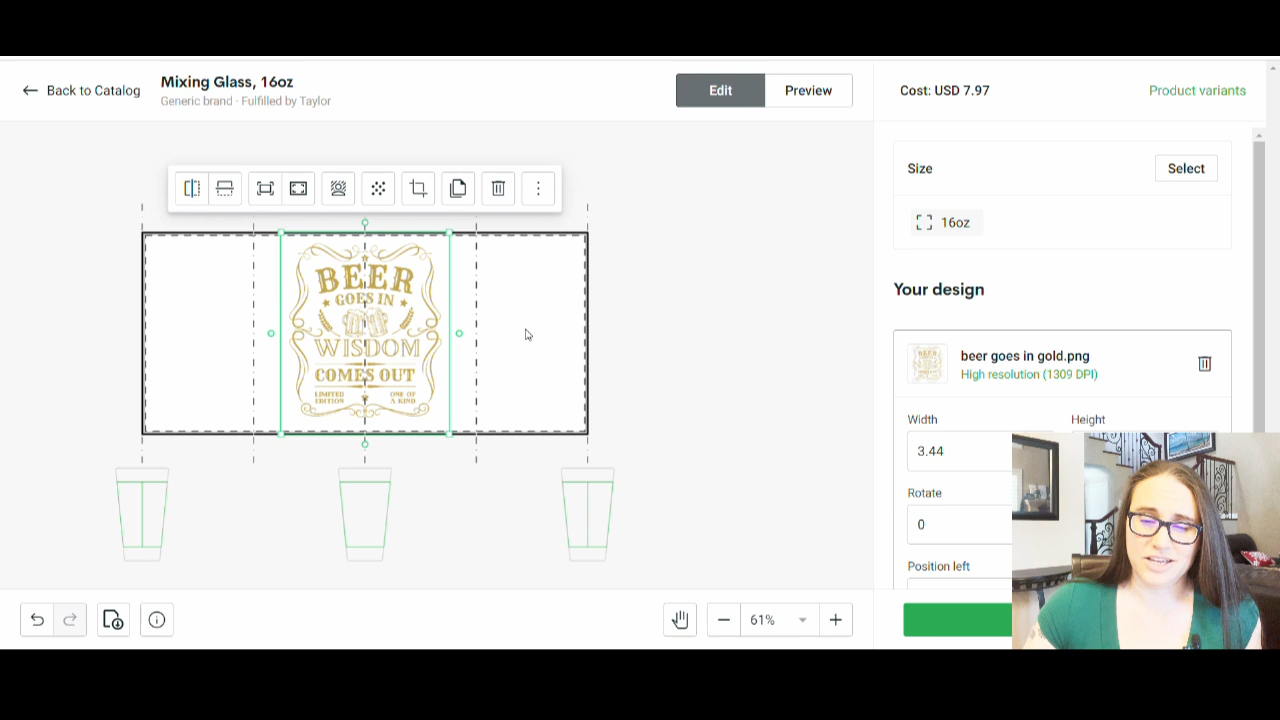 Back to Catalog
Mixing Glass, 16oz
Generic brand · Fulfilled by Taylor
Edit
Preview
Cost: USD 7.97
Product variants
BEER
GOES IN
WISDOM
COMES OUT
LIMITED EDITION
ONE OF A KIND
Size
Select
16oz
Your design
beer goes in gold.png
High resolution (1309 DPI)
Width
Height
3.44
Rotate
0
Position left
61%